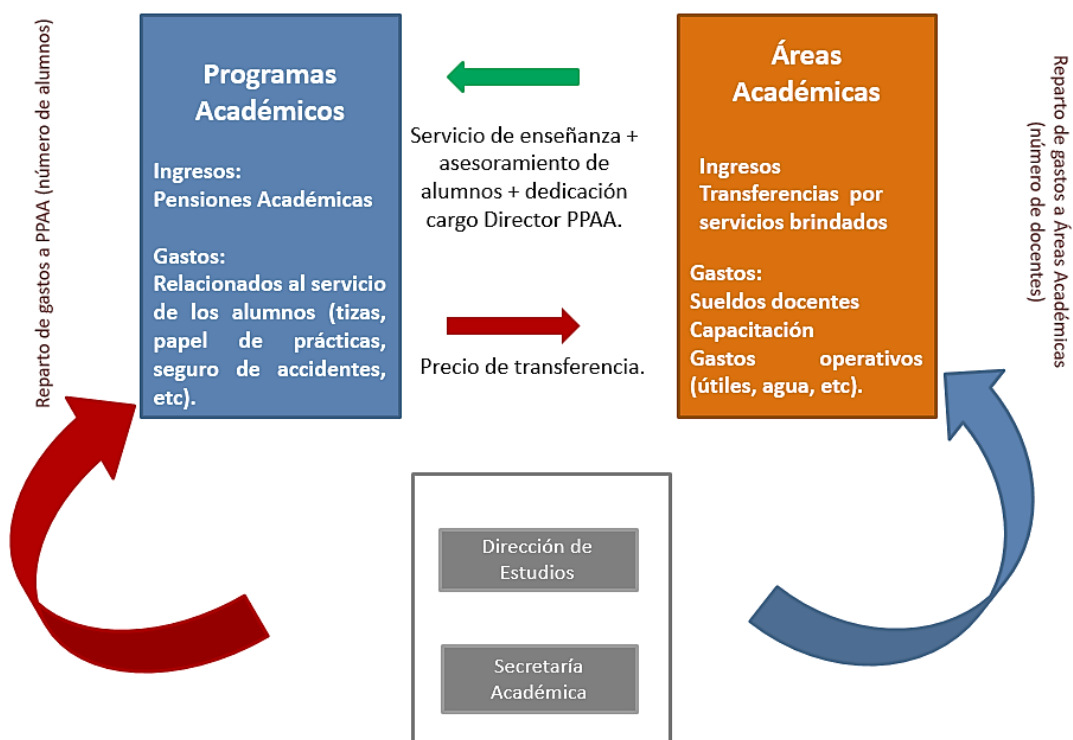 Reparto de gastos a PPAA (número de alumnos)
Programas
Académicos
Ingresos:
Pensiones Académicas
Gastos:
Relacionados al servicio
de los alumnos (tizas,
papel de prácticas,
seguro de accidentes,
etc).
Servicio de enseñanza +
asesoramiento de
alumnos + dedicación
cargo Director PPAA.
Precio de transferencia.
Áreas
Académicas
Ingresos
Transferencias por
servicios brindados
Gastos:
Sueldos docentes
Capacitación
Gastos operativos
(útiles, agua, etc).
Reparto de gastos a Áreas Académicas
(número de docentes)
Dirección de
Estudios
Secretaría
Académica